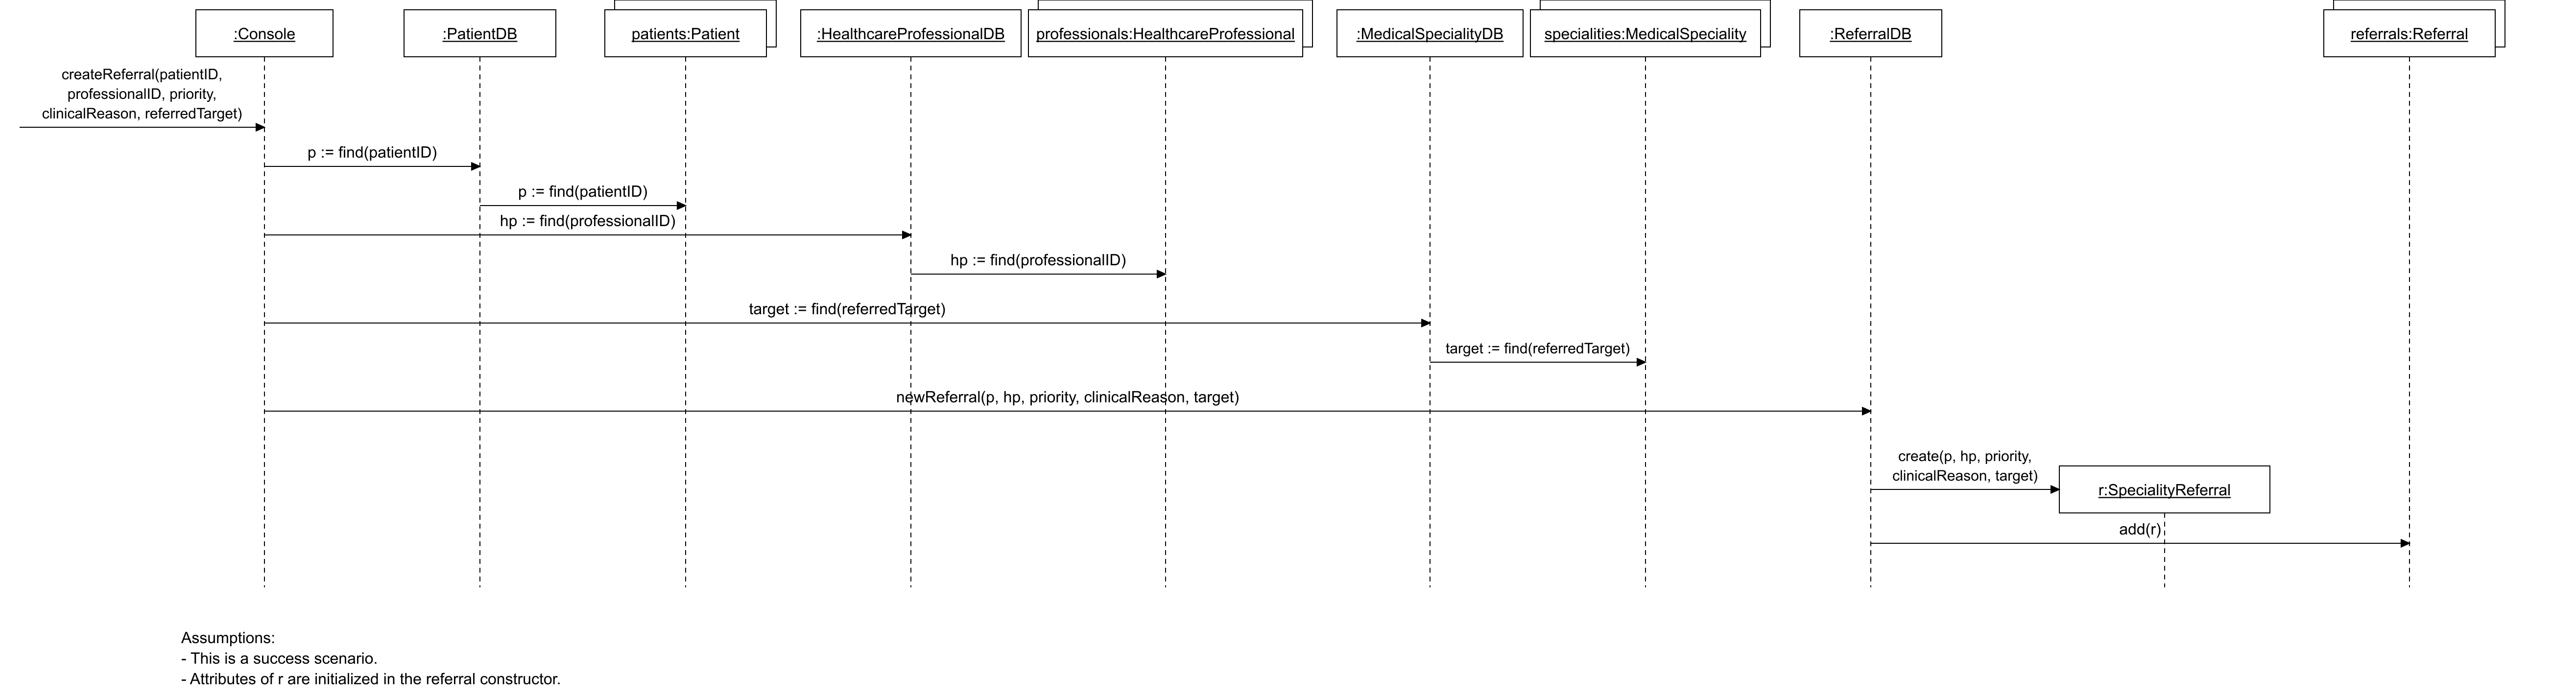 :Console
:PatientDB
patients:Patient
:HealthcareProfessionalDB
professionals:HealthcareProfessional
:MedicalSpecialityDB
specialities:MedicalSpeciality
:ReferralDB
referrals:Referral
createReferral(patientID,
professionalID, priority,
clinicalReason, referredTarget)
p := find(patientID)
p := find(patientID)
hp := find(professionalID)
hp := find(professionalID)
target := find(referredTarget)
target := find(referredTarget)
newReferral(p, hp, priority, clinicalReason, target)
create(p, hp, priority,
clinicalReason, target)
r:SpecialityReferral
add(r)
Assumptions:
- This is a success scenario.
- Attributes of r are initialized in the referral constructor.